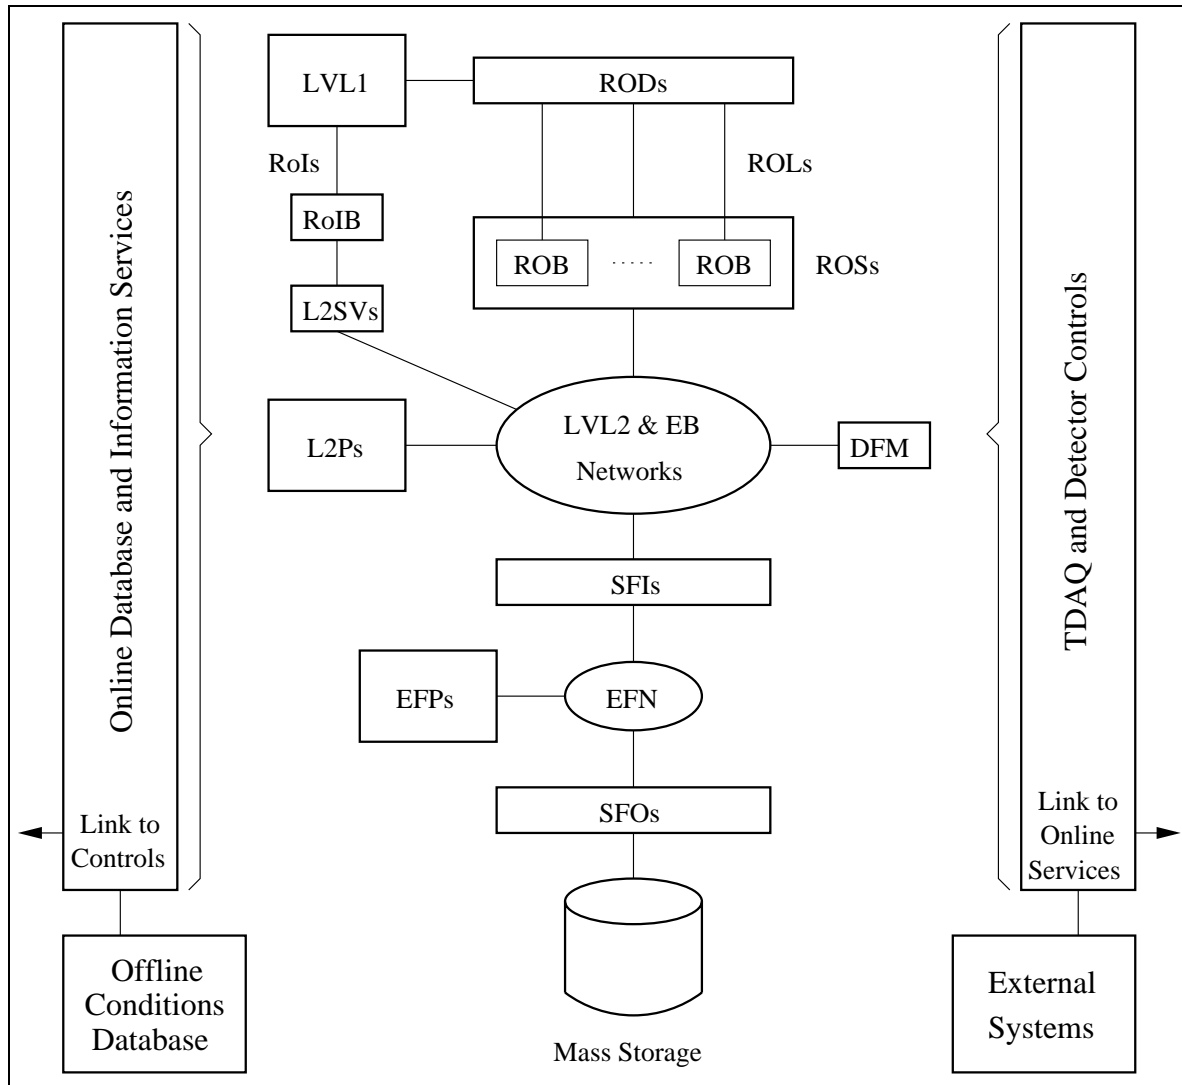 Online Database and Information Services
Link to
Controls
Offline
Conditions
Database
LVL1
RODs
RoIs
ROLs
RoIB
ROB
.....
ROB
ROSs
L2SVs
LVL2 & EB
Networks
L2Ps
DFM
SFIs
EFPs
EFN
SFOs
Mass Storage
TDAQ and Detector Controls
Link to
Online
Services
External
Systems